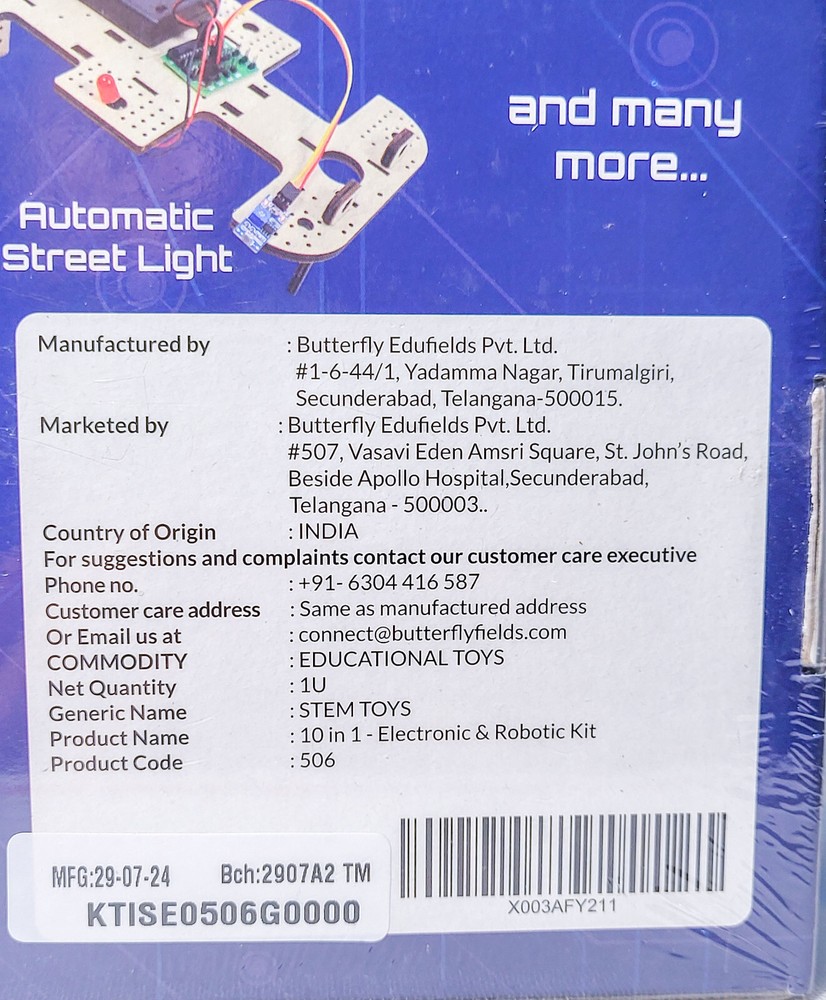 and many
more...
Automatic
Street Light
Manufactured by : Butterfly Edufields Pvt. Ltd.
#1-6-44/1, Yadamma Nagar, Tirumalgiri,
Secunderabad, Telangana-500015.
Marketed by : Butterfly Edufields Pvt. Ltd.
#507, Vasavi Eden Amsri Square, St. John's Road,
Beside Apollo Hospital,Secunderabad,
Telangana - 500003..
Country of Origin : INDIA
For suggestions and complaints contact our customer care executive
Phone no. : +91- 6304 416 587
Customer care address : Same as manufactured address
Or Email us at : connect@butterflyfields.com
COMMODITY : EDUCATIONAL TOYS
Net Quantity : 1U
Generic Name : STEM TOYS
Product Name : 10 in 1 - Electronic & Robotic Kit
Product Code : 506
MFG:29-07-24 Bch:2907A2 TM
KTISE0506G0000
X003AFY211